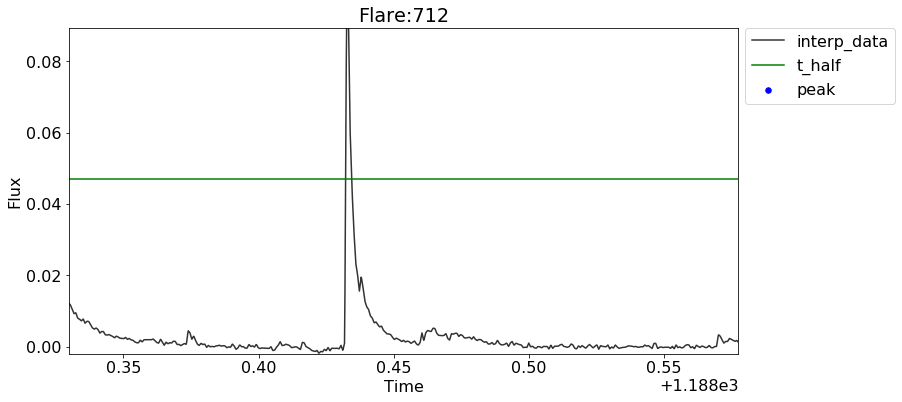 Flare:712
interp_data
t_half
peak
0.08
0.06
0.04
0.02
0.00
Flux
0.35
0.40
0.45
0.50
0.55
Time
+1.188e3